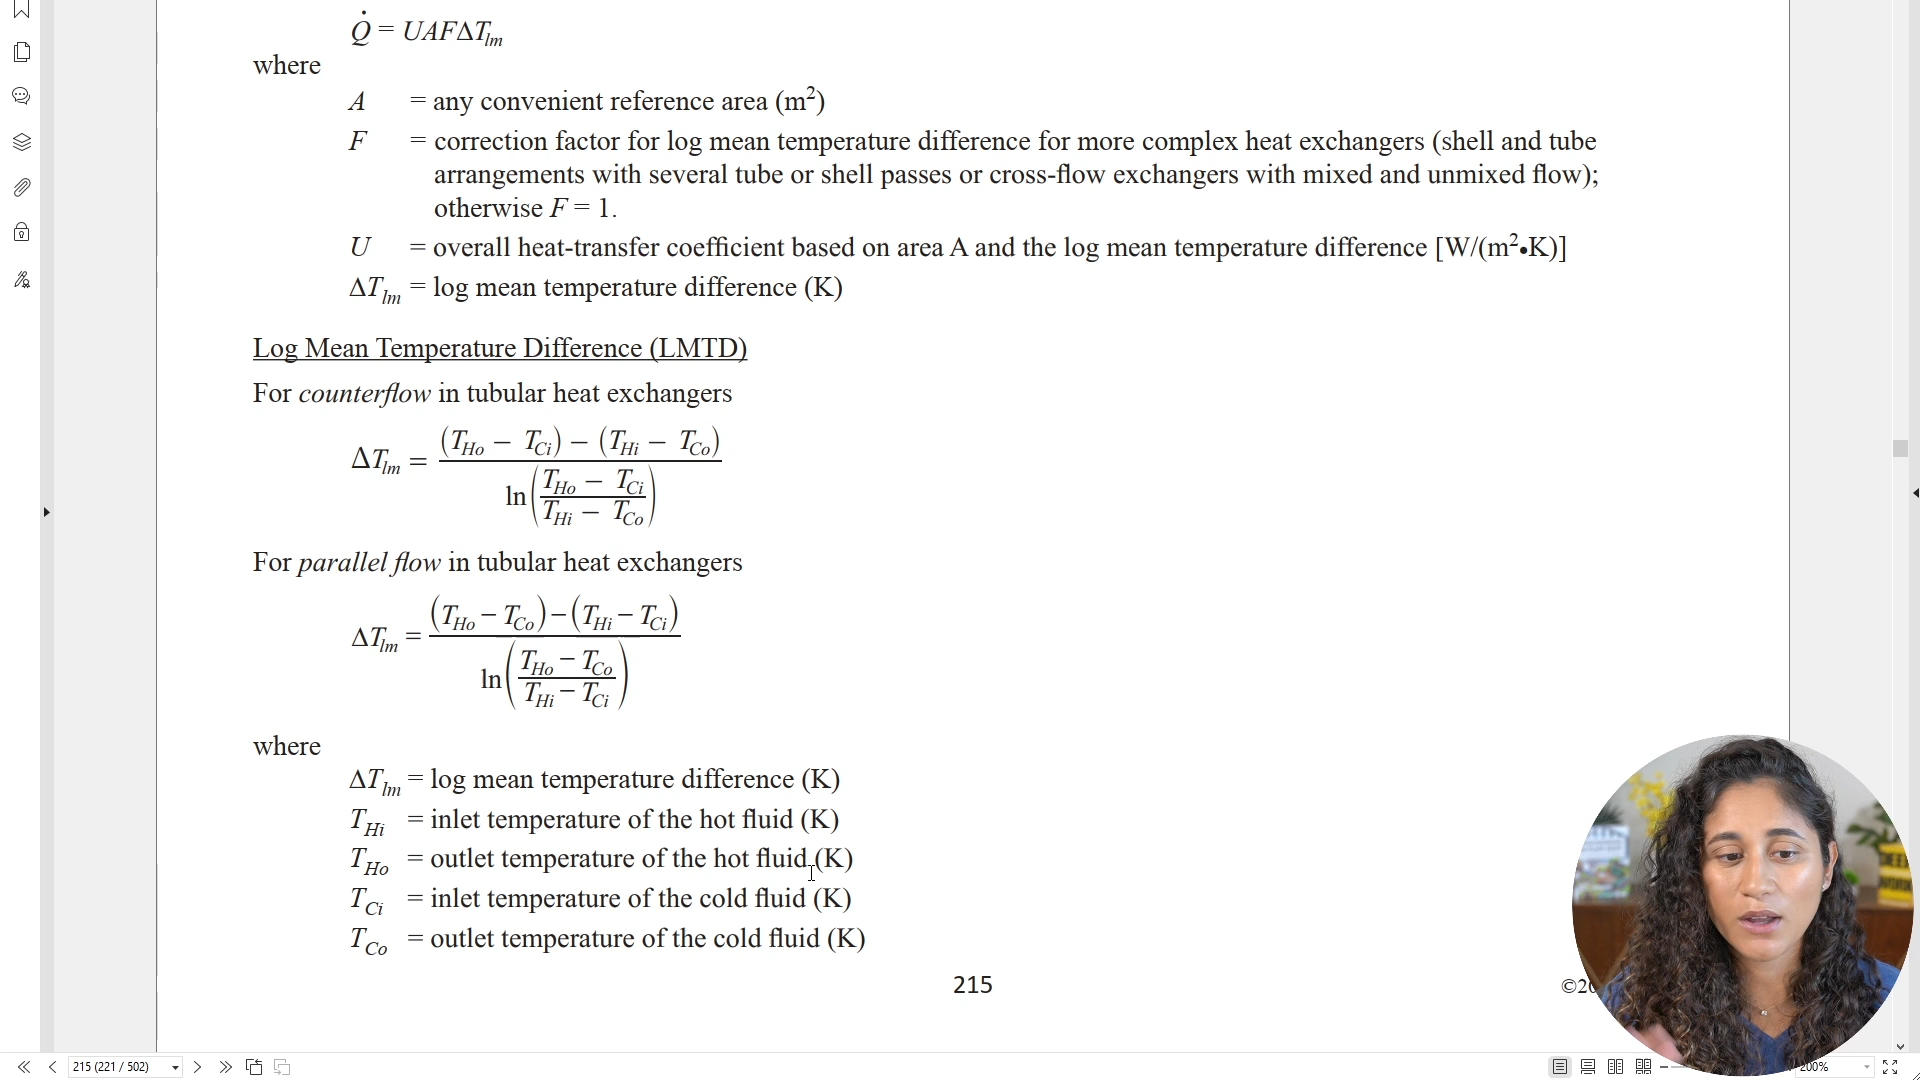 Q̇ = UAFΔT_lm
where
A = any convenient reference area (m²)
F = correction factor for log mean temperature difference for more complex heat exchangers (shell and tube
arrangements with several tube or shell passes or cross-flow exchangers with mixed and unmixed flow);
otherwise F = 1.
U = overall heat-transfer coefficient based on area A and the log mean temperature difference [W/(m²•K)]
ΔT_lm = log mean temperature difference (K)
Log Mean Temperature Difference (LMTD)
For counterflow in tubular heat exchangers
ΔT_lm = ((T_Ho − T_Ci) − (T_Hi − T_Co)) / ln((T_Ho − T_Ci)/(T_Hi − T_Co))
For parallel flow in tubular heat exchangers
ΔT_lm = ((T_Ho − T_Co) − (T_Hi − T_Ci)) / ln((T_Ho − T_Co)/(T_Hi − T_Ci))
where
ΔT_lm = log mean temperature difference (K)
T_Hi = inlet temperature of the hot fluid (K)
T_Ho = outlet temperature of the hot fluid (K)
T_Ci = inlet temperature of the cold fluid (K)
T_Co = outlet temperature of the cold fluid (K)
215
215 (221 / 502)
200%